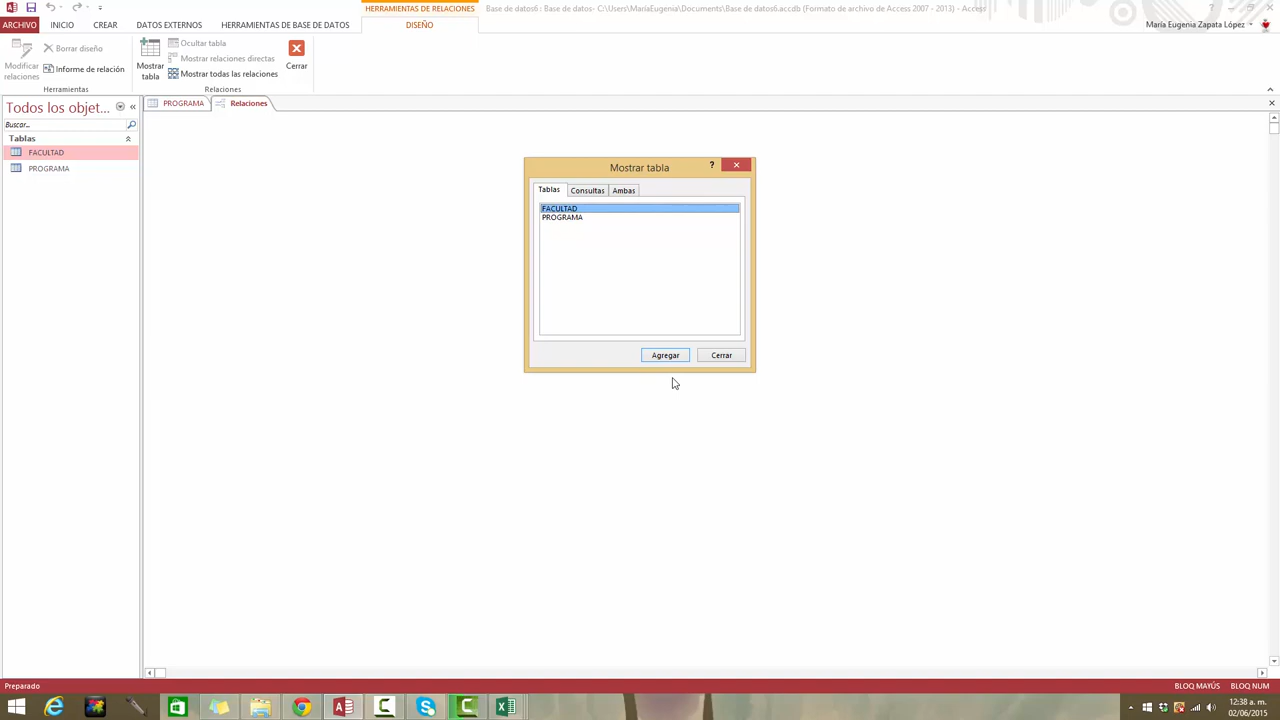 HERRAMIENTAS DE RELACIONES
Base de datos6 : Base de datos- C:\Users\MaríaEugenia\Documents\Base de datos6.accdb (Formato de archivo de Access 2007 - 2013) - Access
ARCHIVO INICIO CREAR DATOS EXTERNOS HERRAMIENTAS DE BASE DE DATOS DISEÑO
María Eugenia Zapata López
Modificar relaciones
Borrar diseño
Informe de relación
Herramientas
Mostrar tabla
Ocultar tabla
Mostrar relaciones directas
Mostrar todas las relaciones
Relaciones
Cerrar
Todos los objet...
Buscar...
Tablas
FACULTAD
PROGRAMA
PROGRAMA
Relaciones
Mostrar tabla
Tablas Consultas Ambas
FACULTAD
PROGRAMA
Agregar Cerrar
Preparado
BLOQ MAYÚS BLOQ NUM
12:38 a. m.
02/06/2015